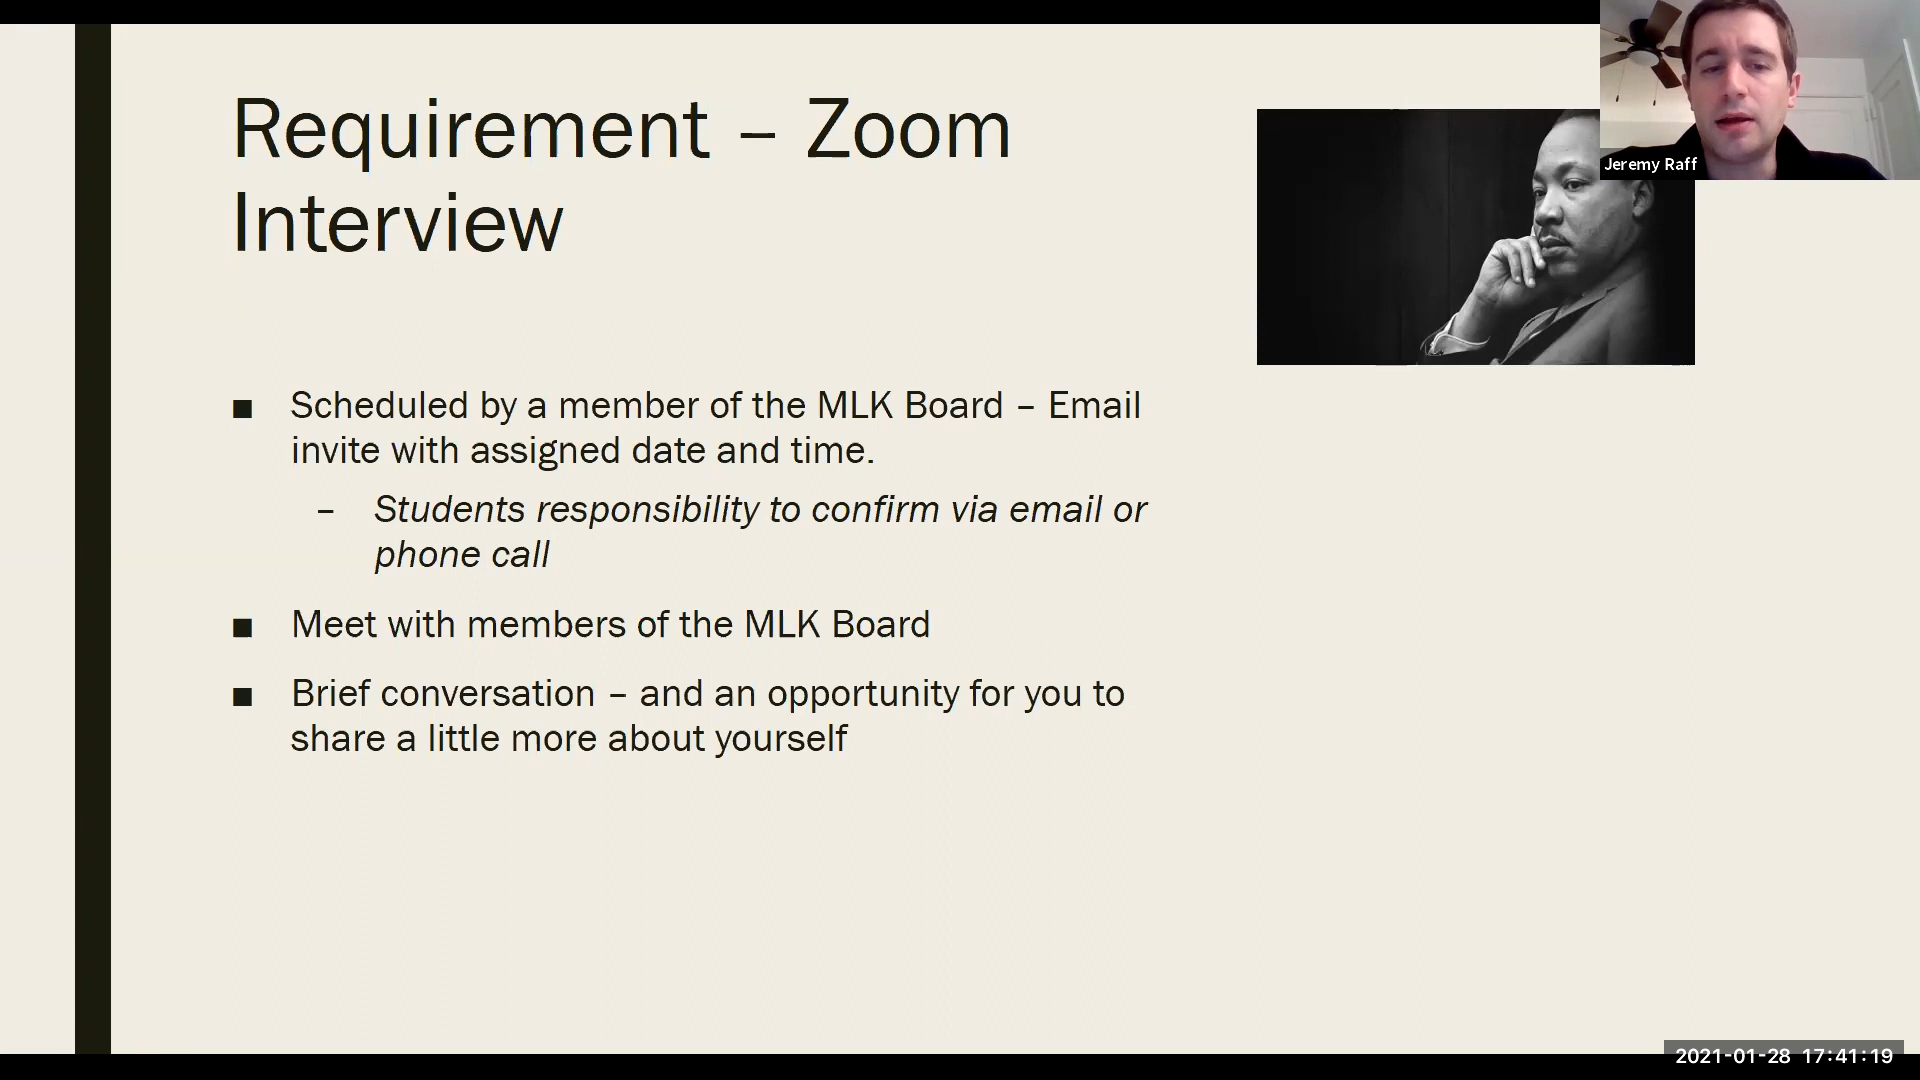 Requirement – Zoom
Interview
Jeremy Raff
■ Scheduled by a member of the MLK Board – Email
invite with assigned date and time.
– Students responsibility to confirm via email or
phone call
■ Meet with members of the MLK Board
■ Brief conversation – and an opportunity for you to
share a little more about yourself
2021-01-28 17:41:19